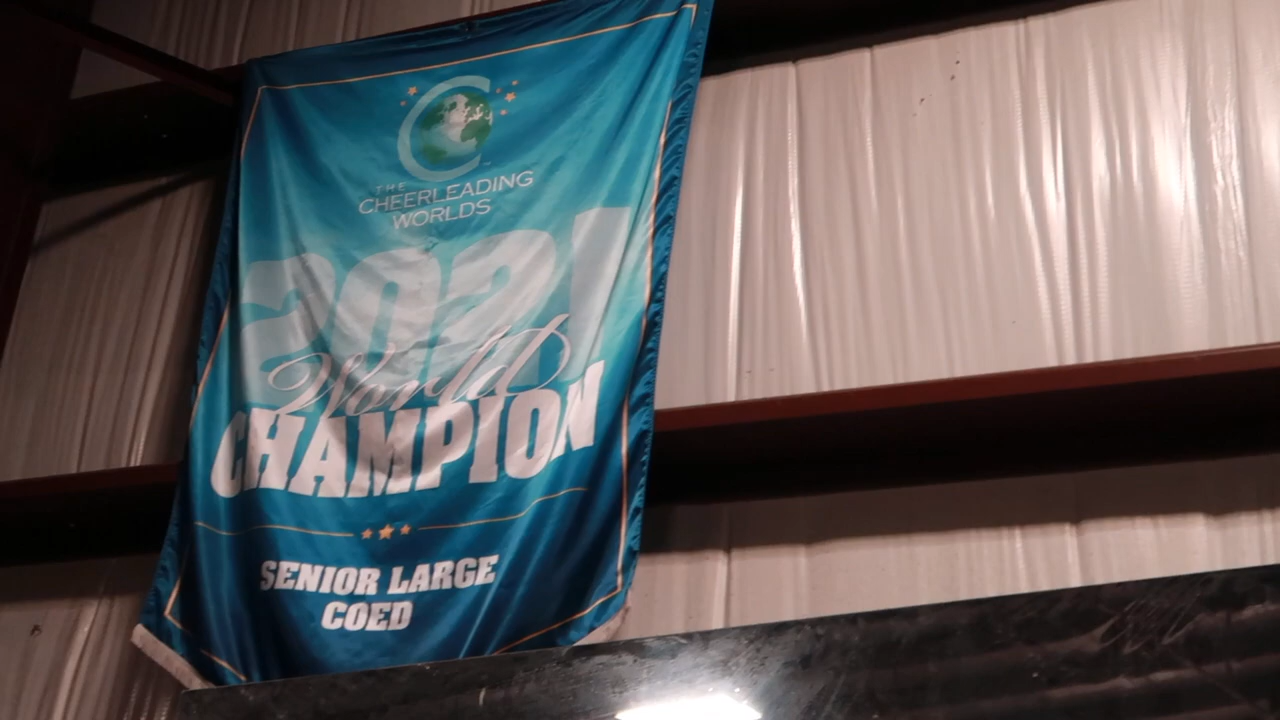 THE
CHEERLEADING
WORLDS
2021
World
CHAMPION
SENIOR LARGE
COED